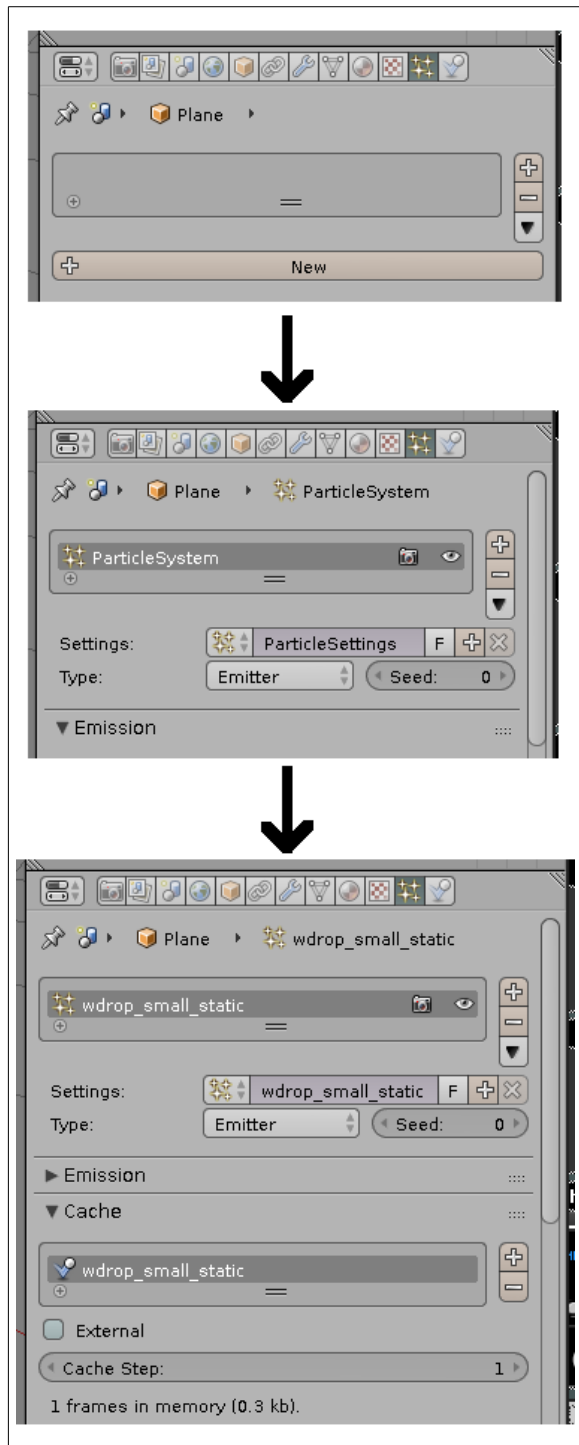 Plane
New
Plane ParticleSystem
ParticleSystem
Settings: ParticleSettings F
Type: Emitter Seed: 0
Emission
Plane wdrop_small_static
wdrop_small_static
Settings: wdrop_small_static F
Type: Emitter Seed: 0
Emission
Cache
wdrop_small_static
External
Cache Step: 1
1 frames in memory (0.3 kb).